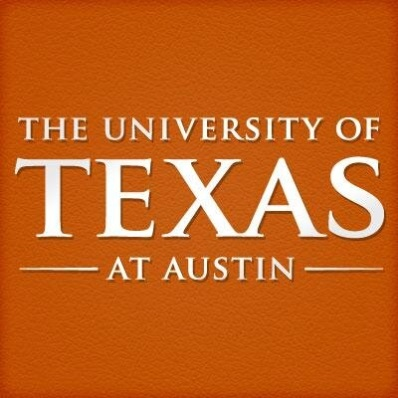 THE UNIVERSITY OF
TEXAS
AT AUSTIN